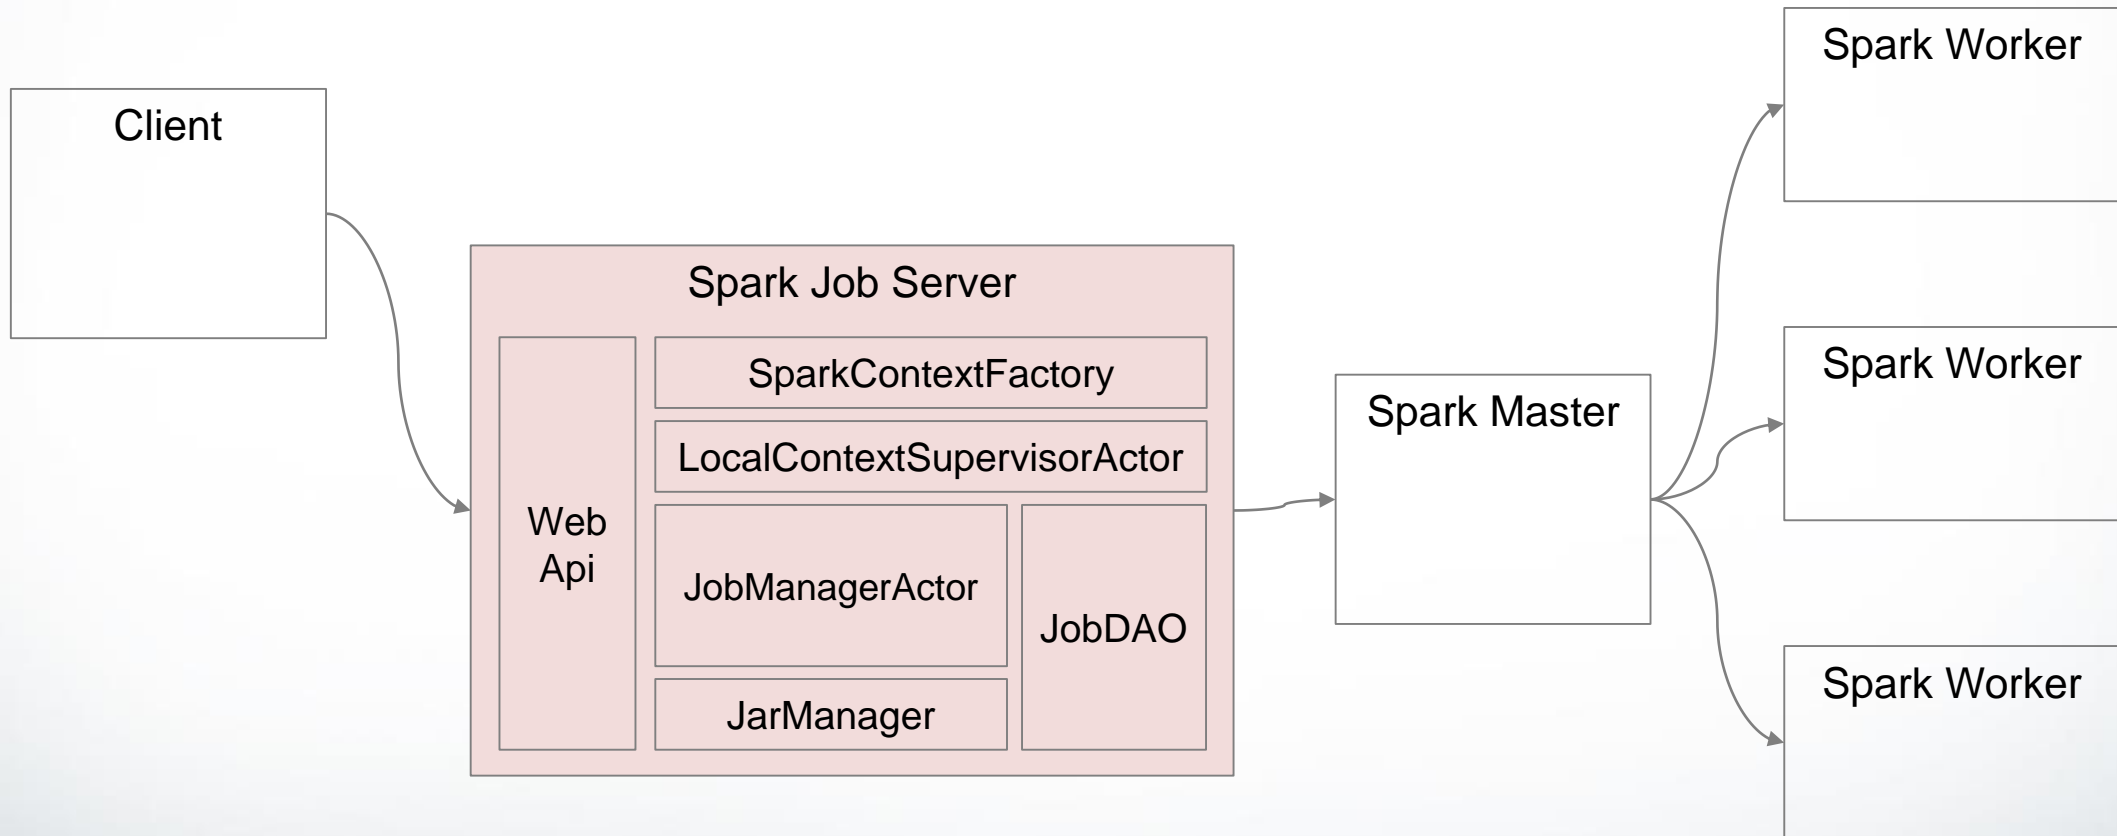 Client
Spark Job Server
Web
Api
SparkContextFactory
LocalContextSupervisorActor
JobManagerActor
JobDAO
JarManager
Spark Master
Spark Worker
Spark Worker
Spark Worker